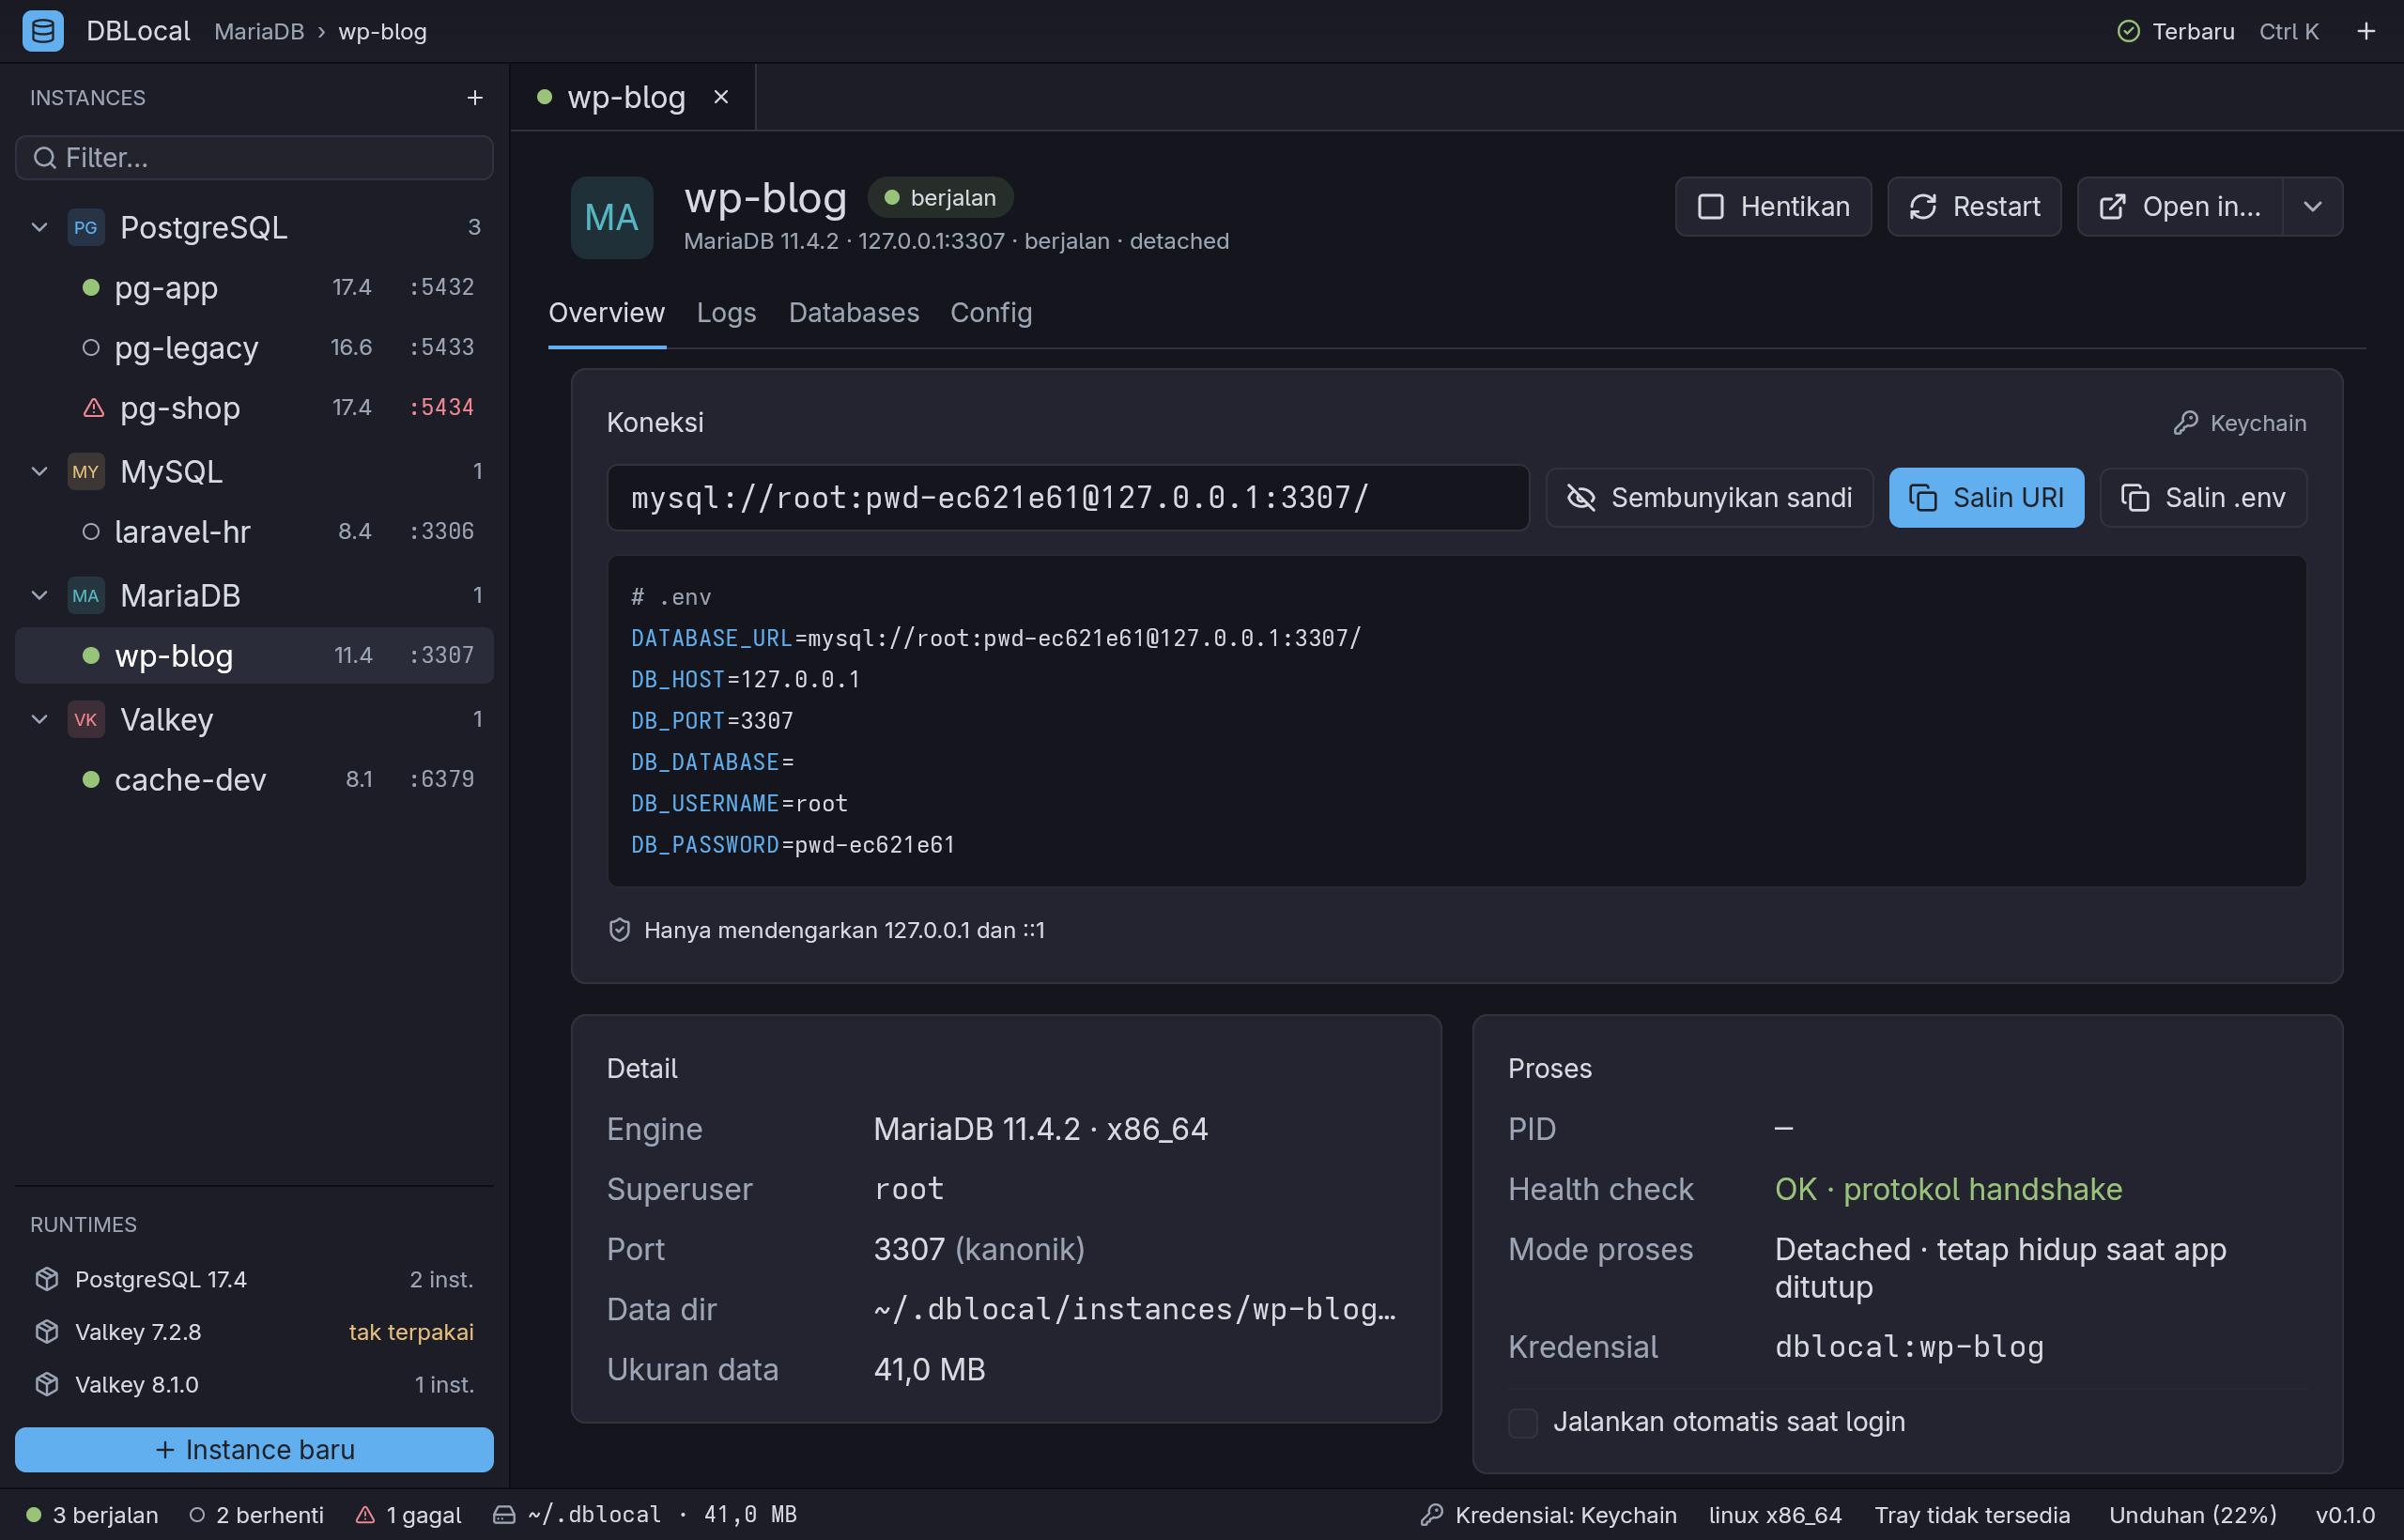 DBLocal MariaDB › wp-blog
Terbaru Ctrl K +
INSTANCES +
Filter...
PG PostgreSQL 3
pg-app 17.4 :5432
pg-legacy 16.6 :5433
pg-shop 17.4 :5434
MY MySQL 1
laravel-hr 8.4 :3306
MA MariaDB 1
wp-blog 11.4 :3307
VK Valkey 1
cache-dev 8.1 :6379
RUNTIMES
PostgreSQL 17.4 2 inst.
Valkey 7.2.8 tak terpakai
Valkey 8.1.0 1 inst.
+ Instance baru
wp-blog ×
MA
wp-blog berjalan
MariaDB 11.4.2 · 127.0.0.1:3307 · berjalan · detached
Hentikan Restart Open in...
Overview Logs Databases Config
Koneksi Keychain
mysql://root:pwd-ec621e61@127.0.0.1:3307/ Sembunyikan sandi Salin URI Salin .env
# .env
DATABASE_URL=mysql://root:pwd-ec621e61@127.0.0.1:3307/
DB_HOST=127.0.0.1
DB_PORT=3307
DB_DATABASE=
DB_USERNAME=root
DB_PASSWORD=pwd-ec621e61
Hanya mendengarkan 127.0.0.1 dan ::1
Detail
Engine MariaDB 11.4.2 · x86_64
Superuser root
Port 3307 (kanonik)
Data dir ~/.dblocal/instances/wp-blog…
Ukuran data 41,0 MB
Proses
PID —
Health check OK · protokol handshake
Mode proses Detached · tetap hidup saat app
ditutup
Kredensial dblocal:wp-blog
Jalankan otomatis saat login
3 berjalan 2 berhenti 1 gagal ~/.dblocal · 41,0 MB
Kredensial: Keychain linux x86_64 Tray tidak tersedia Unduhan (22%) v0.1.0